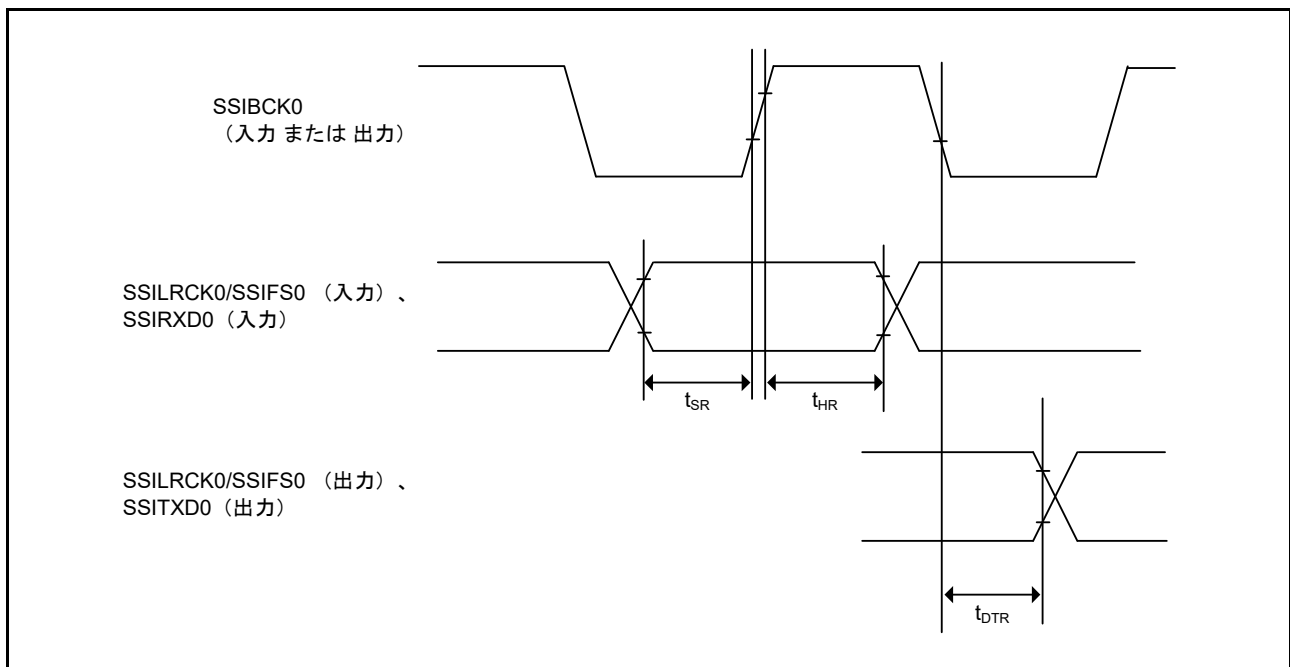 SSIBCK0
（入力 または 出力）
SSILRCK0/SSIFS0 （入力）、
SSIRXD0（入力）
tSR
tHR
SSILRCK0/SSIFS0 （出力）、
SSITXD0（出力）
tDTR